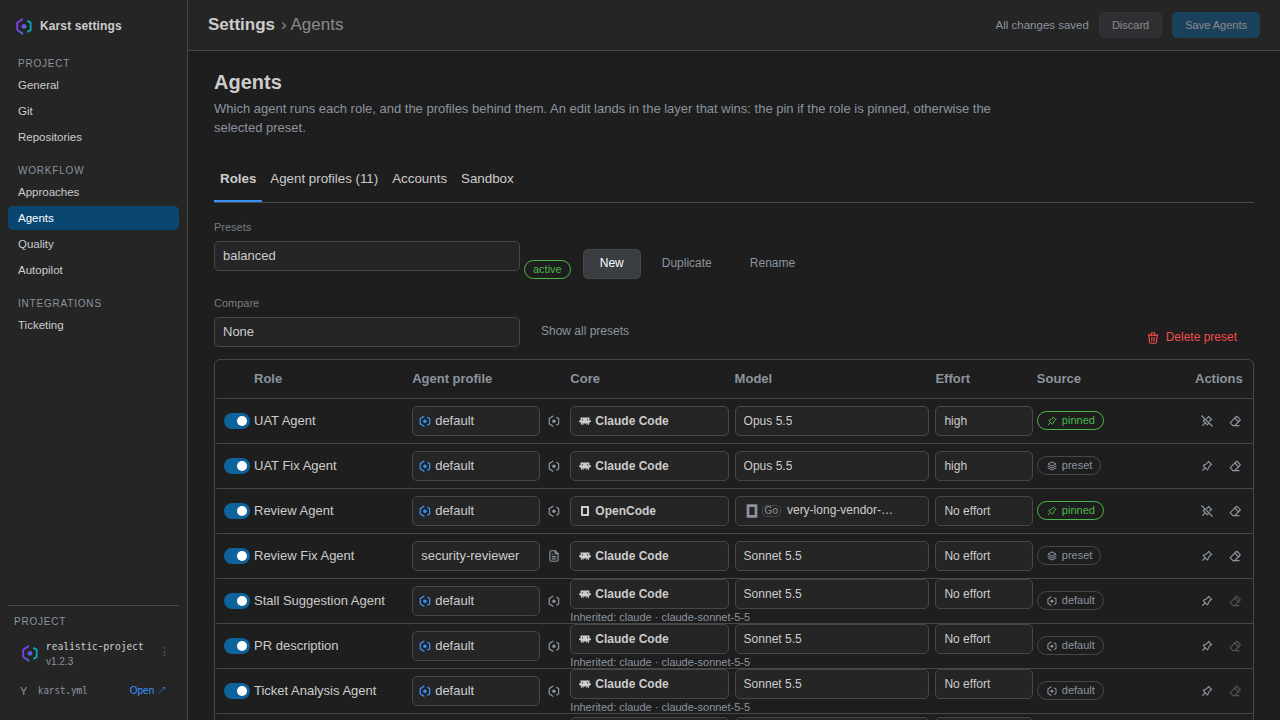 Karst settings
Settings › Agents
All changes saved
Discard
Save Agents
PROJECT
General
Git
Repositories
WORKFLOW
Approaches
Agents
Quality
Autopilot
INTEGRATIONS
Ticketing
PROJECT
realistic-project
v1.2.3
karst.yml
Open ↗
Agents
Which agent runs each role, and the profiles behind them. An edit lands in the layer that wins: the pin if the role is pinned, otherwise the
selected preset.
Roles Agent profiles (11) Accounts Sandbox
Presets
balanced active New Duplicate Rename
Compare
None Show all presets Delete preset
Role Agent profile Core Model Effort Source Actions
UAT Agent default Claude Code Opus 5.5 high pinned
UAT Fix Agent default Claude Code Opus 5.5 high preset
Review Agent default OpenCode Go very-long-vendor-… No effort pinned
Review Fix Agent security-reviewer Claude Code Sonnet 5.5 No effort preset
Stall Suggestion Agent default Claude Code Sonnet 5.5 No effort default
Inherited: claude · claude-sonnet-5-5
PR description default Claude Code Sonnet 5.5 No effort default
Inherited: claude · claude-sonnet-5-5
Ticket Analysis Agent default Claude Code Sonnet 5.5 No effort default
Inherited: claude · claude-sonnet-5-5